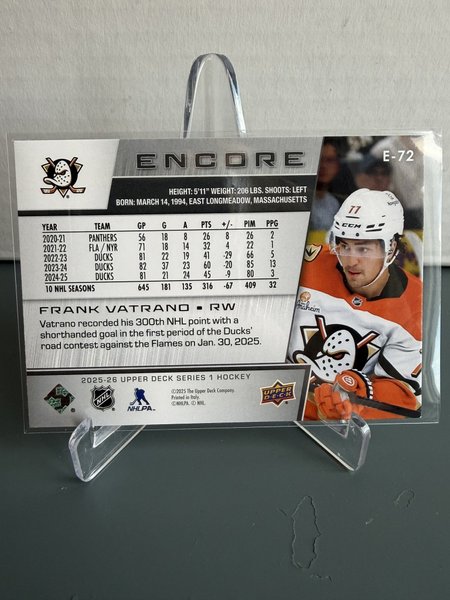 ENCORE
E-72
HEIGHT: 5'11" WEIGHT: 206 LBS. SHOOTS: LEFT
BORN: MARCH 14, 1994, EAST LONGMEADOW, MASSACHUSETTS
YEAR TEAM GP G A PTS +/- PIM PPG
2020-21 PANTHERS 56 18 8 26 8 26 2
2021-22 FLA / NYR 71 18 14 32 4 22 1
2022-23 DUCKS 81 22 19 41 -29 66 5
2023-24 DUCKS 82 37 23 60 -20 85 13
2024-25 DUCKS 81 21 24 45 -9 80 3
10 NHL SEASONS 645 181 135 316 -67 409 32
FRANK VATRANO • RW
Vatrano recorded his 300th NHL point with a
shorthanded goal in the first period of the Ducks'
road contest against the Flames on Jan. 30, 2025.
2025-26 UPPER DECK SERIES 1 HOCKEY
NHL
NHLPA
©2025 The Upper Deck Company.
Printed in Italy.
©NHLPA. © NHL.
UPPER DECK
77
CCM